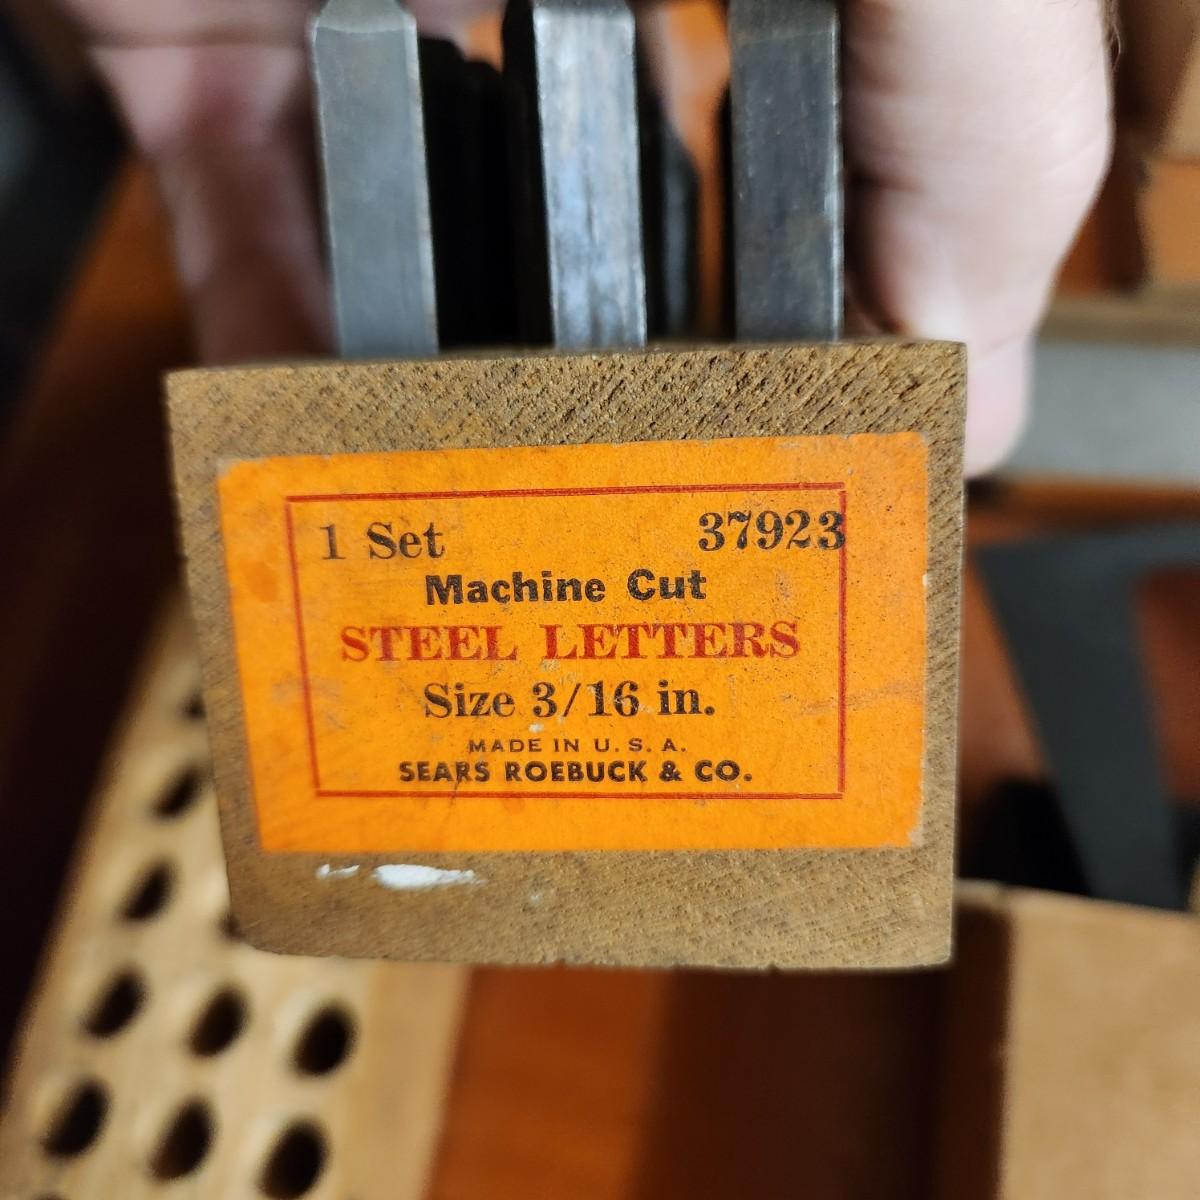 1 Set 37923
Machine Cut
STEEL LETTERS
Size 3/16 in.
MADE IN U. S. A.
SEARS ROEBUCK & CO.